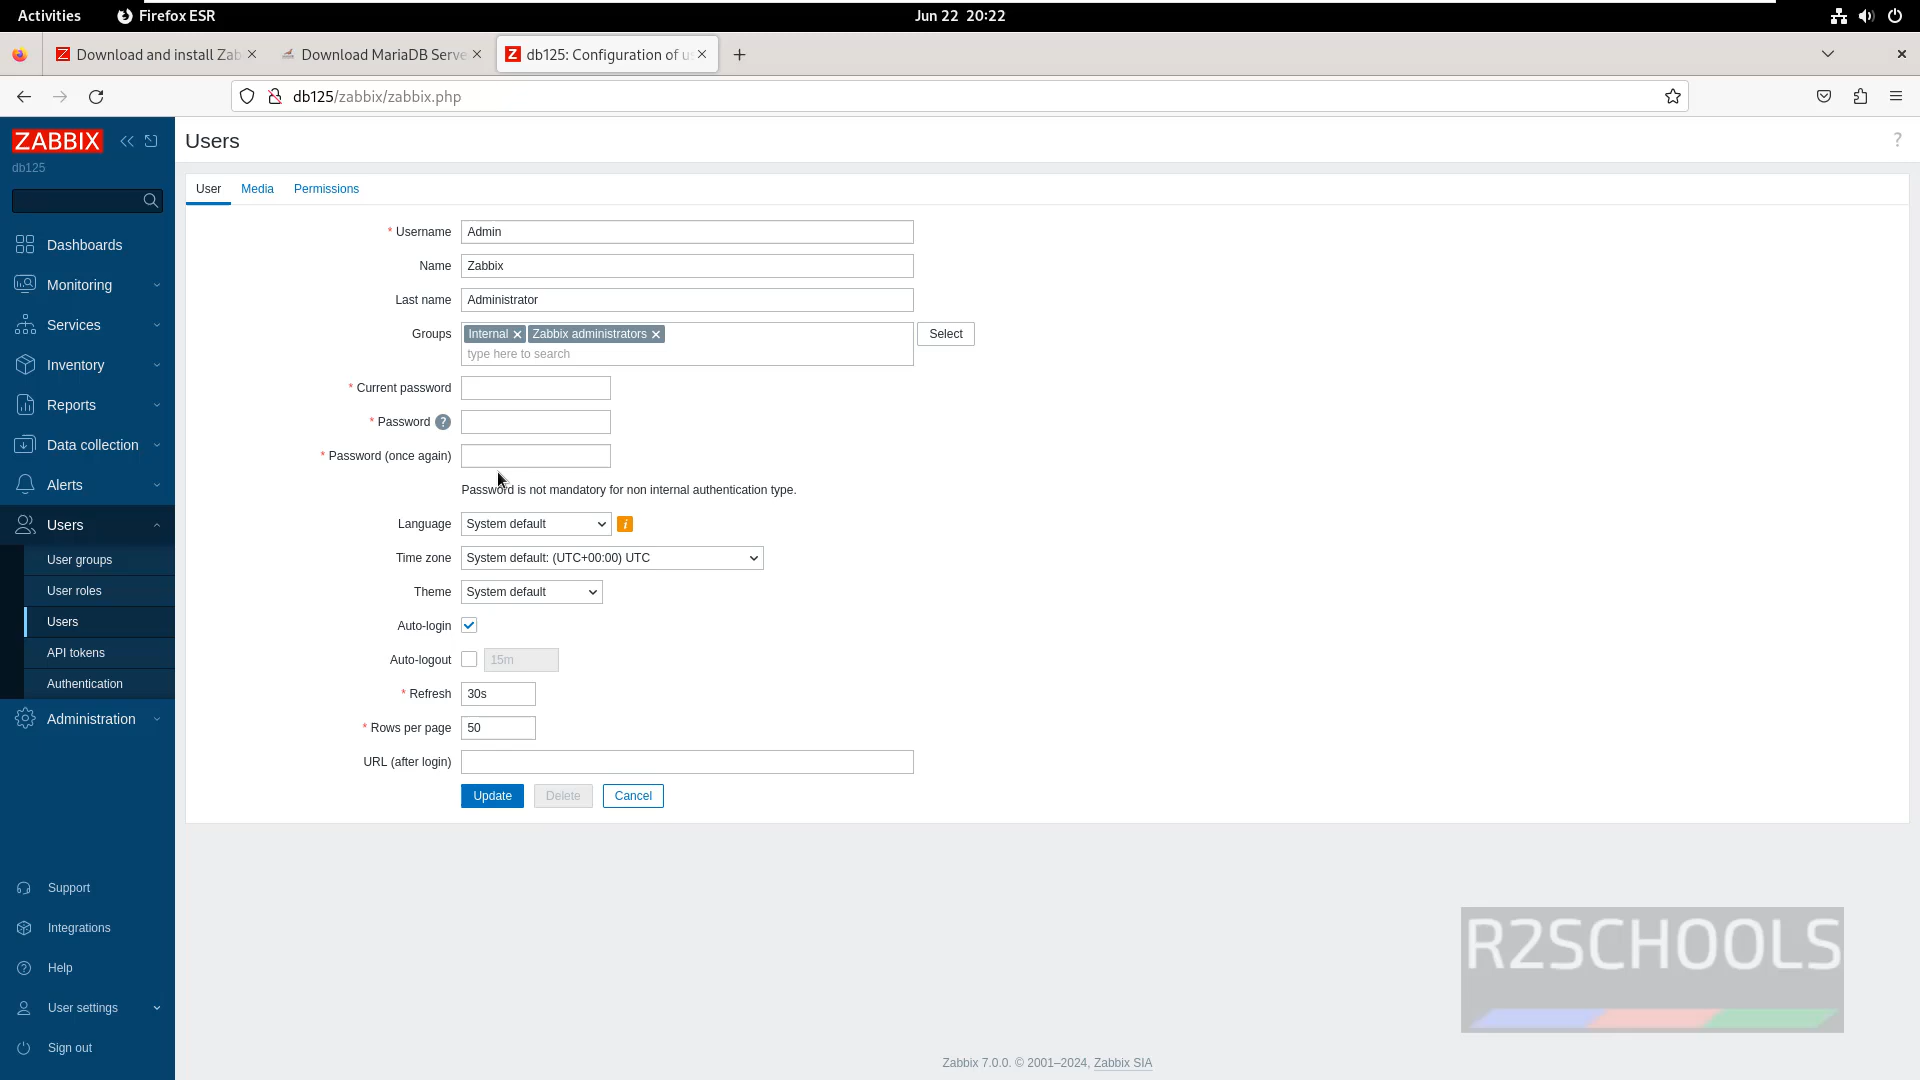 Activities
Firefox ESR
Jun 22 20:22
Download and install Zab
Download MariaDB Serve
db125: Configuration of us
db125/zabbix/zabbix.php
ZABBIX
db125
Dashboards
Monitoring
Services
Inventory
Reports
Data collection
Alerts
Users
User groups
User roles
Users
API tokens
Authentication
Administration
Support
Integrations
Help
User settings
Sign out
Users
?
User Media Permissions
* Username Admin
Name Zabbix
Last name Administrator
Groups Internal Zabbix administrators Select
type here to search
* Current password
* Password ?
* Password (once again)
Password is not mandatory for non internal authentication type.
Language System default i
Time zone System default: (UTC+00:00) UTC
Theme System default
Auto-login
Auto-logout 15m
* Refresh 30s
* Rows per page 50
URL (after login)
Update Delete Cancel
R2SCHOOLS
Zabbix 7.0.0. © 2001–2024, Zabbix SIA